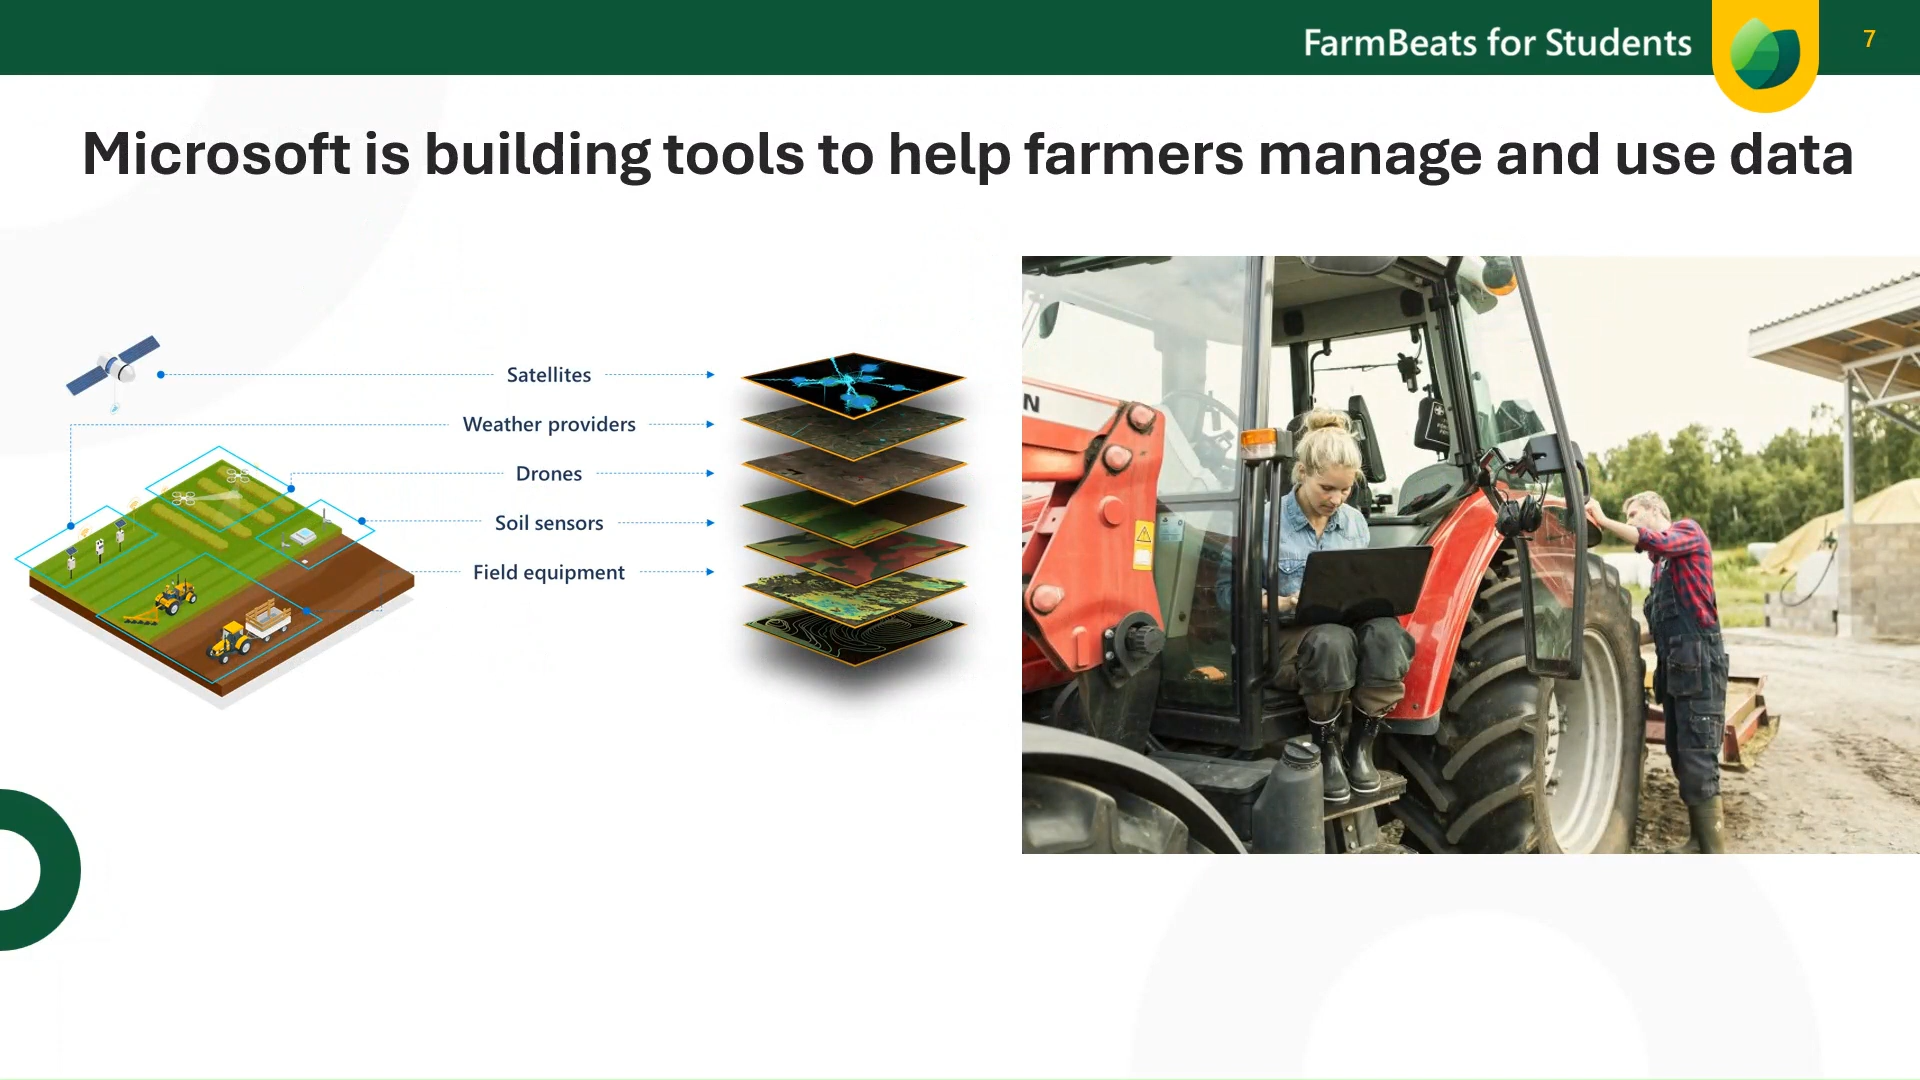 FarmBeats for Students
7
Microsoft is building tools to help farmers manage and use data
Satellites
Weather providers
Drones
Soil sensors
Field equipment
N